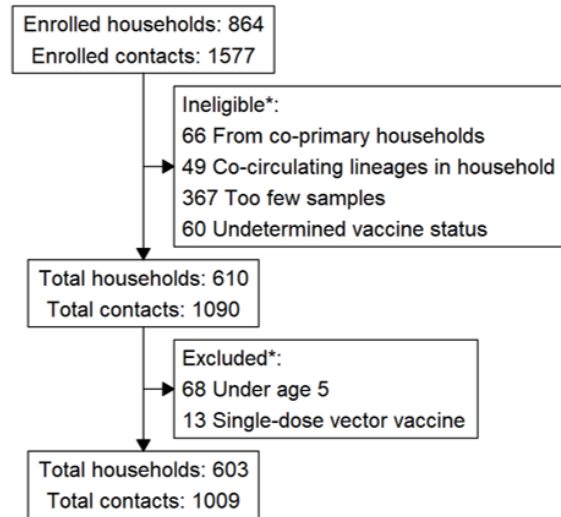 Enrolled households: 864
Enrolled contacts: 1577
Ineligible*:
66 From co-primary households
49 Co-circulating lineages in household
367 Too few samples
60 Undetermined vaccine status
Total households: 610
Total contacts: 1090
Excluded*:
68 Under age 5
13 Single-dose vector vaccine
Total households: 603
Total contacts: 1009